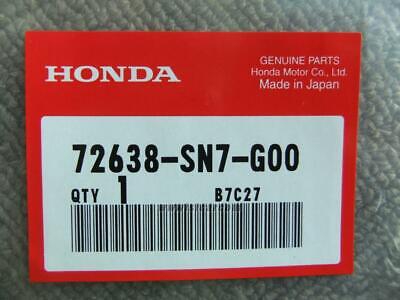 HONDA
GENUINE PARTS
Honda Motor Co., Ltd.
Made in Japan
72638-SN7-G00
QTY 1 B7C27